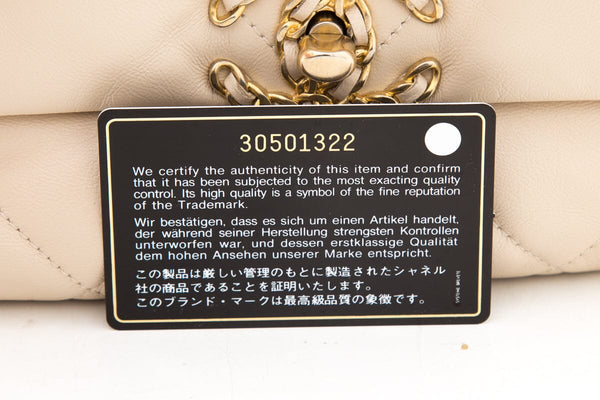 30501322
We certify the authenticity of this item and confirm
that it has been subjected to the most exacting quality
control. Its high quality is a symbol of the fine reputation
of the Trademark.
Wir bestätigen, dass es sich um einen Artikel handelt,
der während seiner Herstellung strengsten Kontrollen
unterworfen war, und dessen erstklassige Qualität
dem hohen Ansehen unserer Marke entspricht.
この製品は厳しい管理のもとに製造されたシャネル
社の商品であることを証明いたします。
このブランド・マークは最高級品質の象徴です。